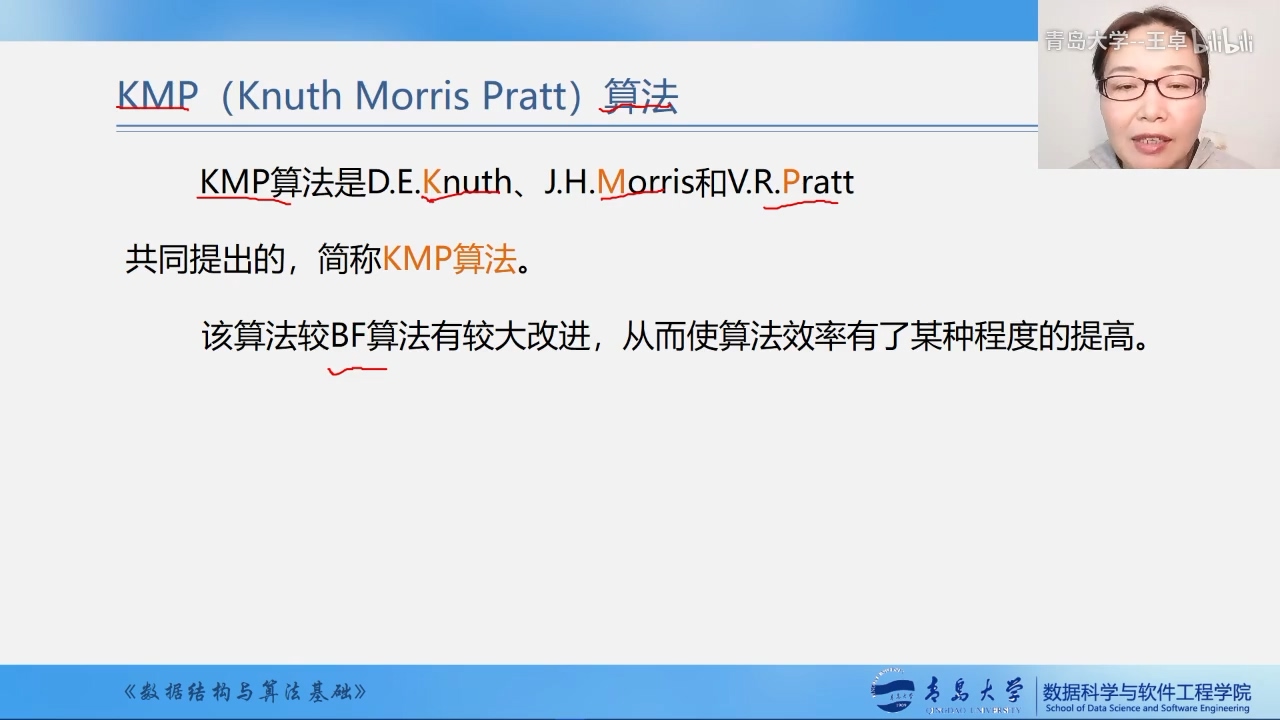 青岛大学--王卓 bilibili
KMP（Knuth Morris Pratt）算法
KMP算法是D.E.Knuth、J.H.Morris和V.R.Pratt
共同提出的，简称KMP算法。
该算法较BF算法有较大改进，从而使算法效率有了某种程度的提高。
《数据结构与算法基础》
青岛大学
QINGDAO UNIVERSITY
数据科学与软件工程学院
School of Data Science and Software Engineering